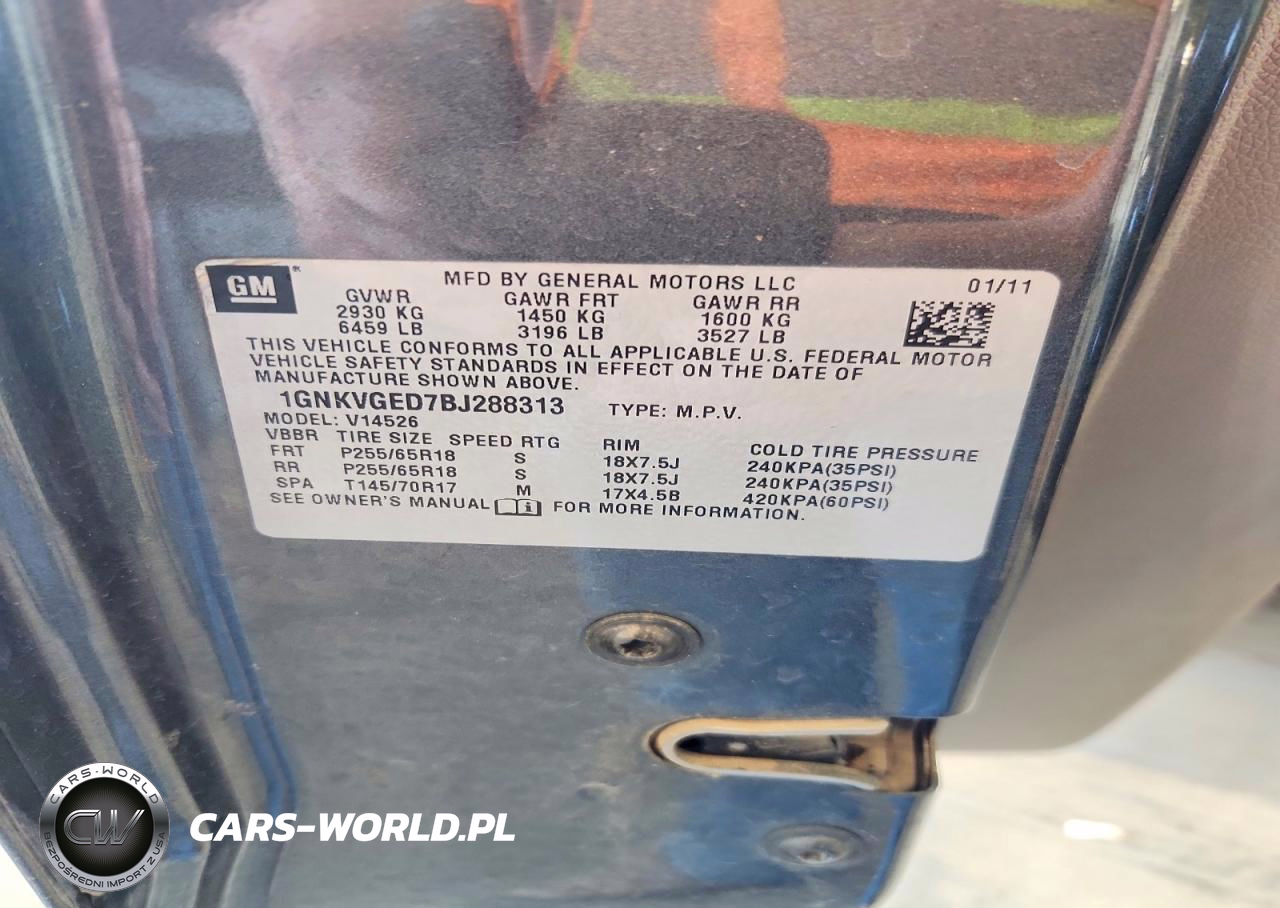 GM
MFD BY GENERAL MOTORS LLC 01/11
GVWR GAWR FRT GAWR RR
2930 KG 1450 KG 1600 KG
6459 LB 3196 LB 3527 LB
THIS VEHICLE CONFORMS TO ALL APPLICABLE U.S. FEDERAL MOTOR
VEHICLE SAFETY STANDARDS IN EFFECT ON THE DATE OF
MANUFACTURE SHOWN ABOVE.
1GNKVGED7BJ288313 TYPE: M.P.V.
MODEL: V14526
VBBR TIRE SIZE SPEED RTG RIM COLD TIRE PRESSURE
FRT P255/65R18 S 18X7.5J 240KPA(35PSI)
RR P255/65R18 S 18X7.5J 240KPA(35PSI)
SPA T145/70R17 M 17X4.5B 420KPA(60PSI)
SEE OWNER'S MANUAL i FOR MORE INFORMATION.
CARS-WORLD
CW
BEZPOŚREDNI IMPORT Z USA
CARS-WORLD.PL